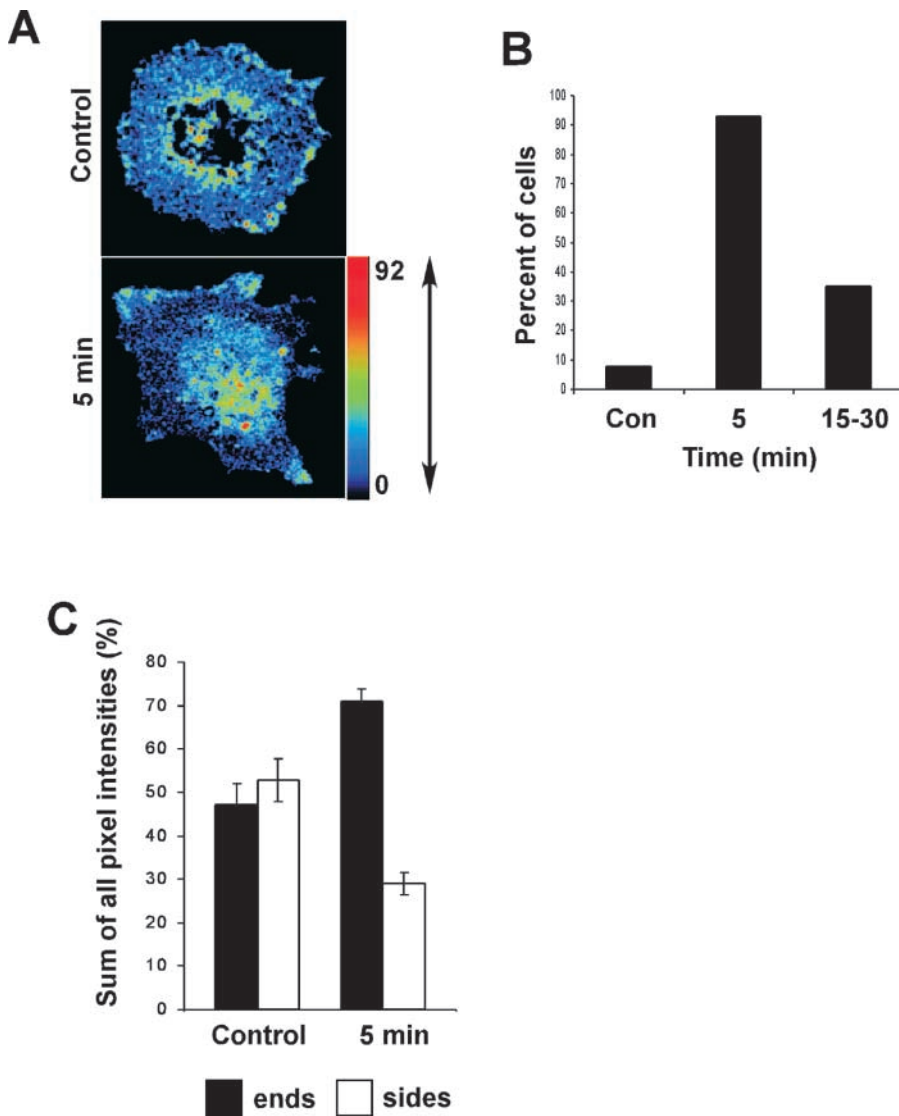 A
Control
5 min
92
0
B
Percent of cells
100
90
80
70
60
50
40
30
20
10
0
Con 5 15-30
Time (min)
C
Sum of all pixel intensities (%)
80
70
60
50
40
30
20
10
0
Control 5 min
ends sides